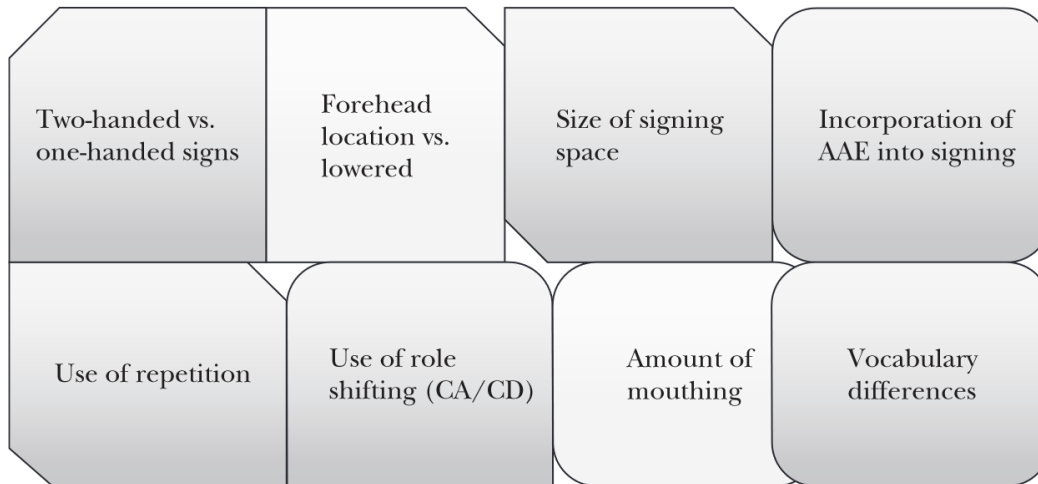 Two-handed vs.
one-handed signs
Forehead
location vs.
lowered
Size of signing
space
Incorporation of
AAE into signing
Use of repetition
Use of role
shifting (CA/CD)
Amount of
mouthing
Vocabulary
differences